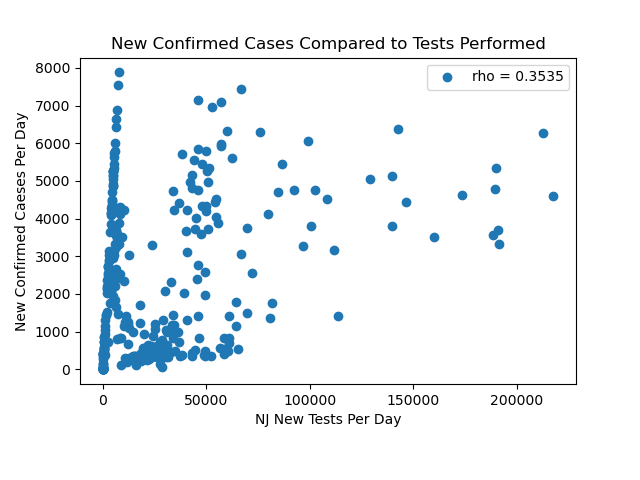 New Confirmed Cases Compared to Tests Performed
rho = 0.3535
New Confirmed Caeses Per Day
8000
7000
6000
5000
4000
3000
2000
1000
0
0 50000 100000 150000 200000
NJ New Tests Per Day